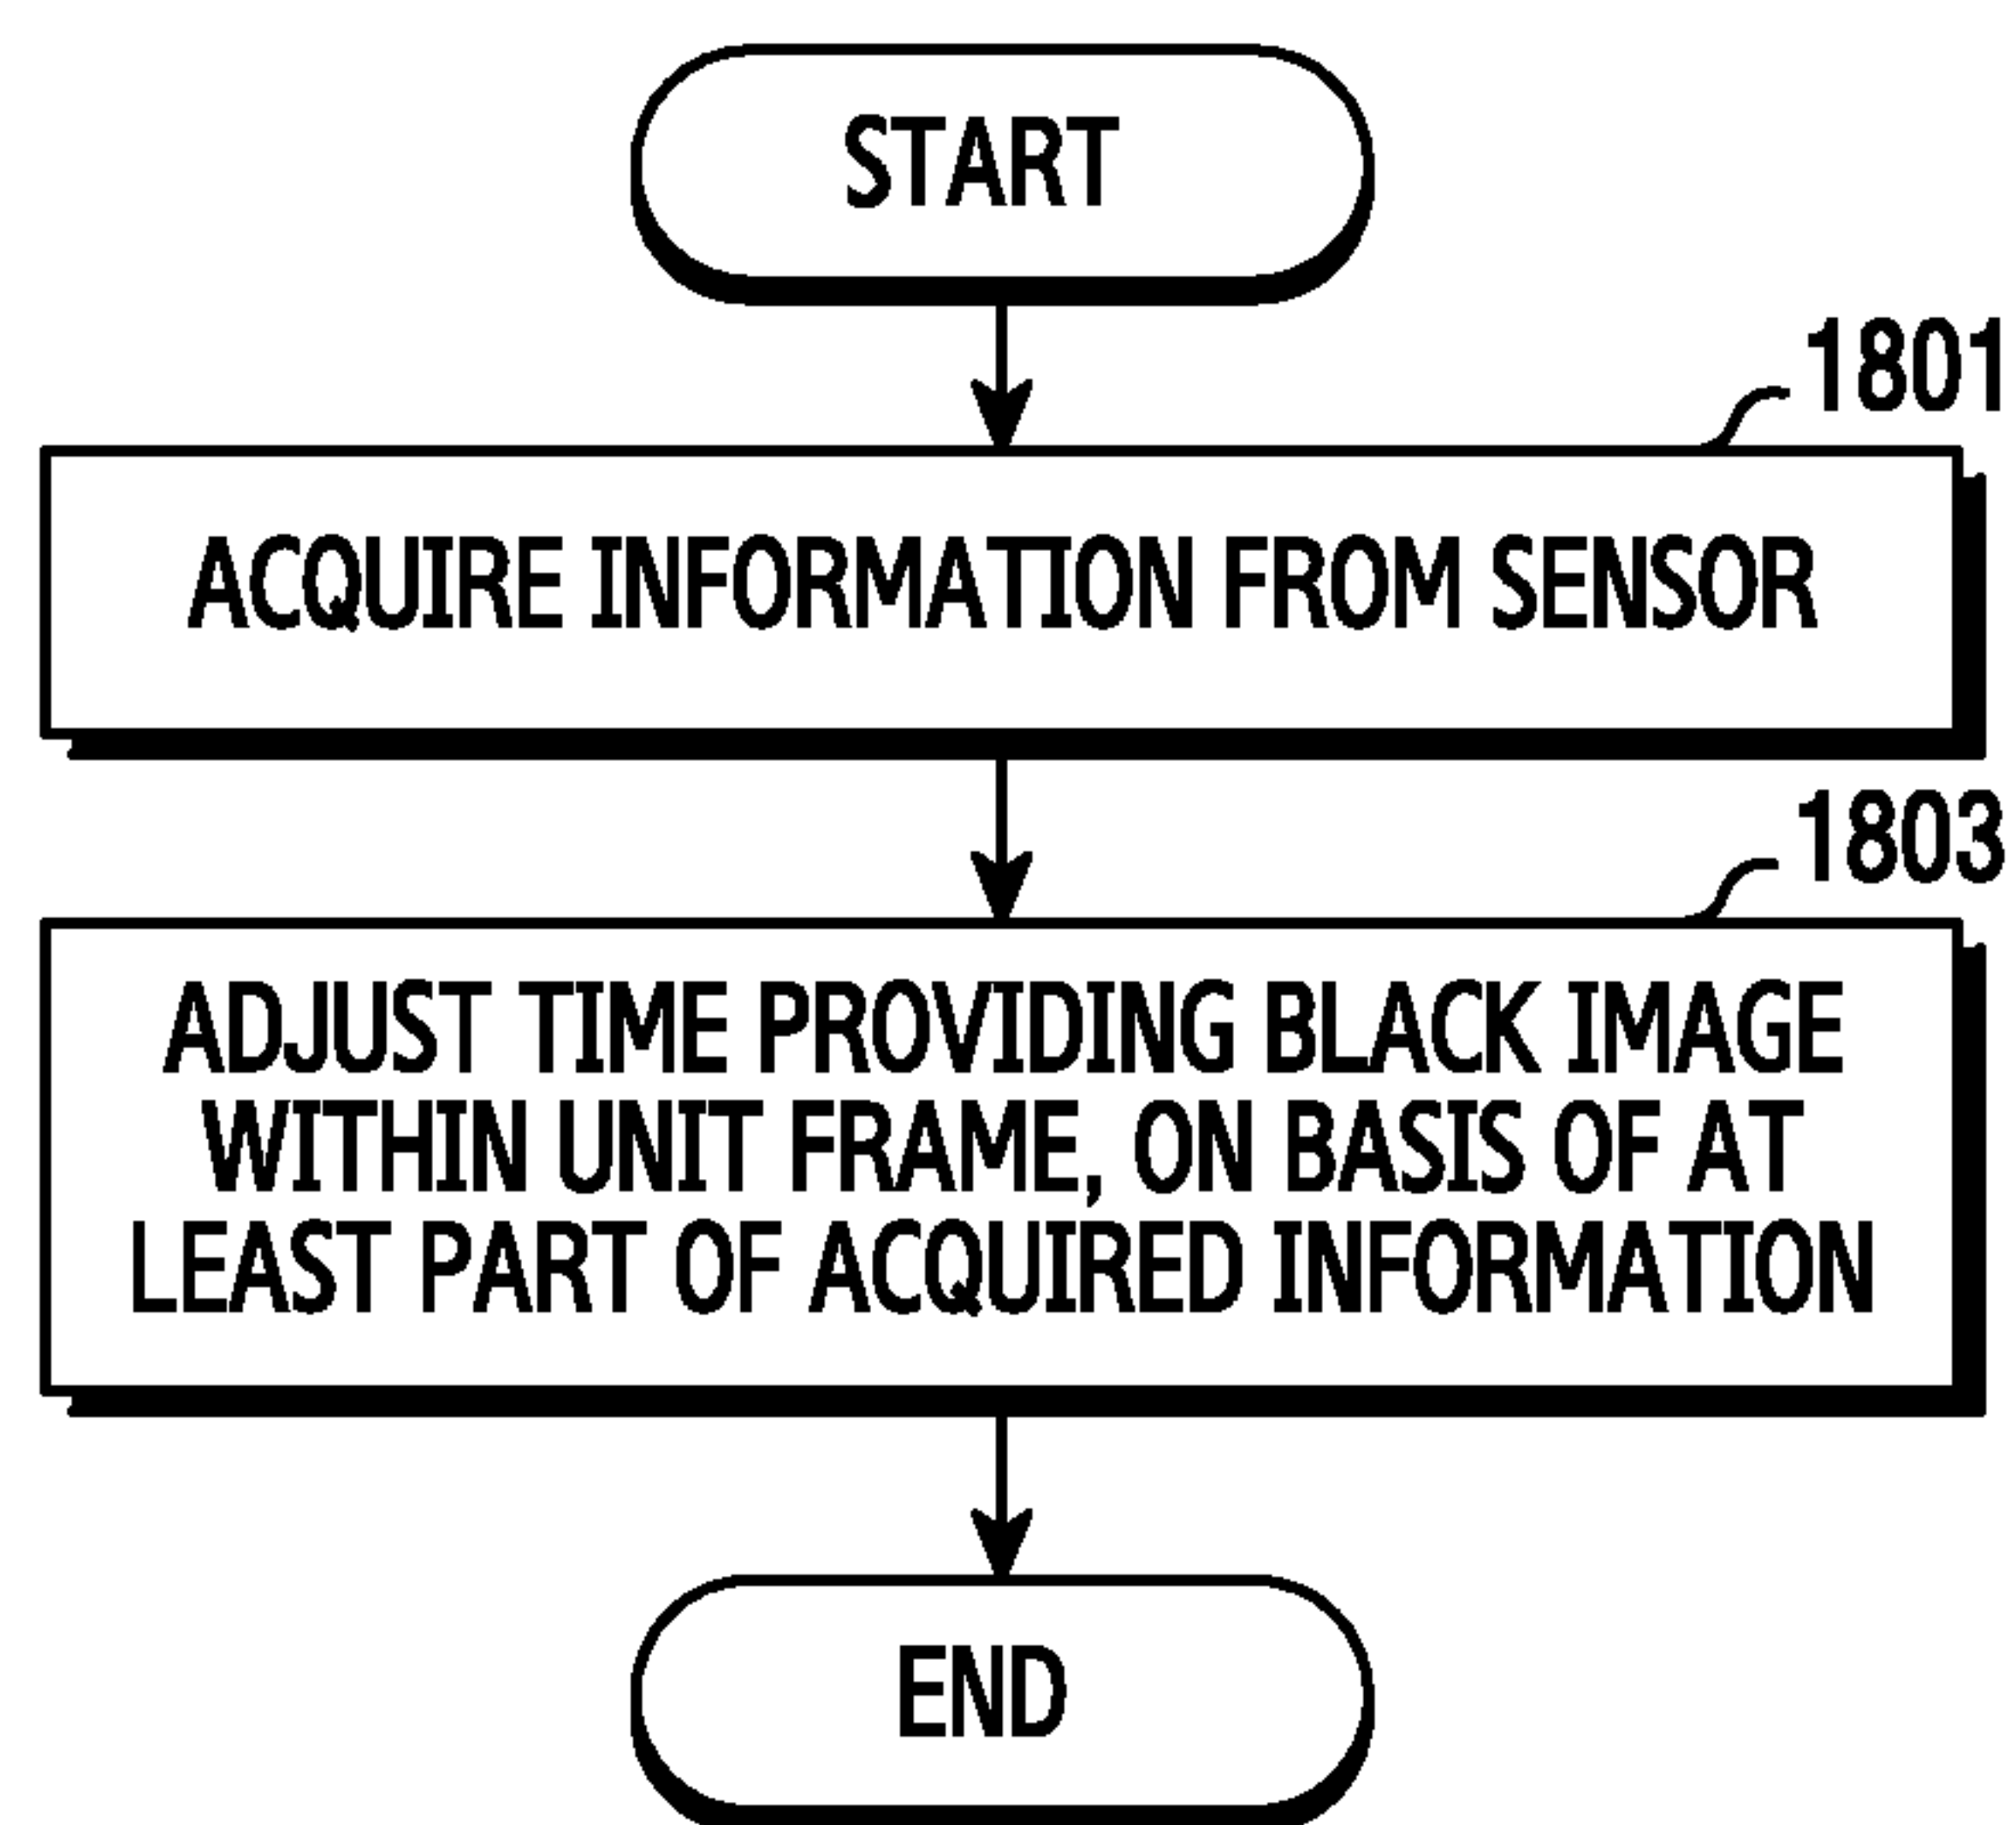 START
1801
ACQUIRE INFORMATION FROM SENSOR
1803
ADJUST TIME PROVIDING BLACK IMAGE
WITHIN UNIT FRAME, ON BASIS OF AT
LEAST PART OF ACQUIRED INFORMATION
END